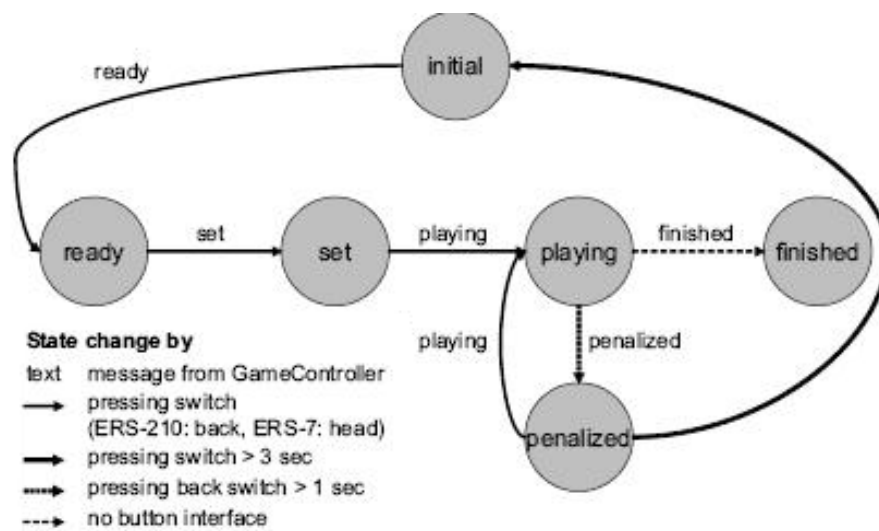 initial
ready
ready
set
set
playing
playing
finished
finished
playing
penalized
penalized
State change by
text message from GameController
pressing switch
(ERS-210: back, ERS-7: head)
pressing switch > 3 sec
pressing back switch > 1 sec
no button interface